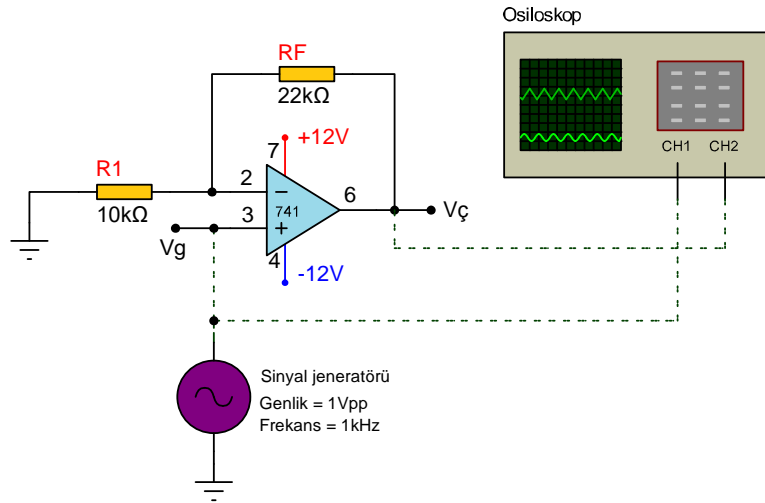 Osiloskop
RF
22kΩ
+12V
7
R1
10kΩ
2
6
741
3
Vç
Vg
4
-12V
CH1
CH2
Sinyal jeneratörü
Genlik = 1Vpp
Frekans = 1kHz